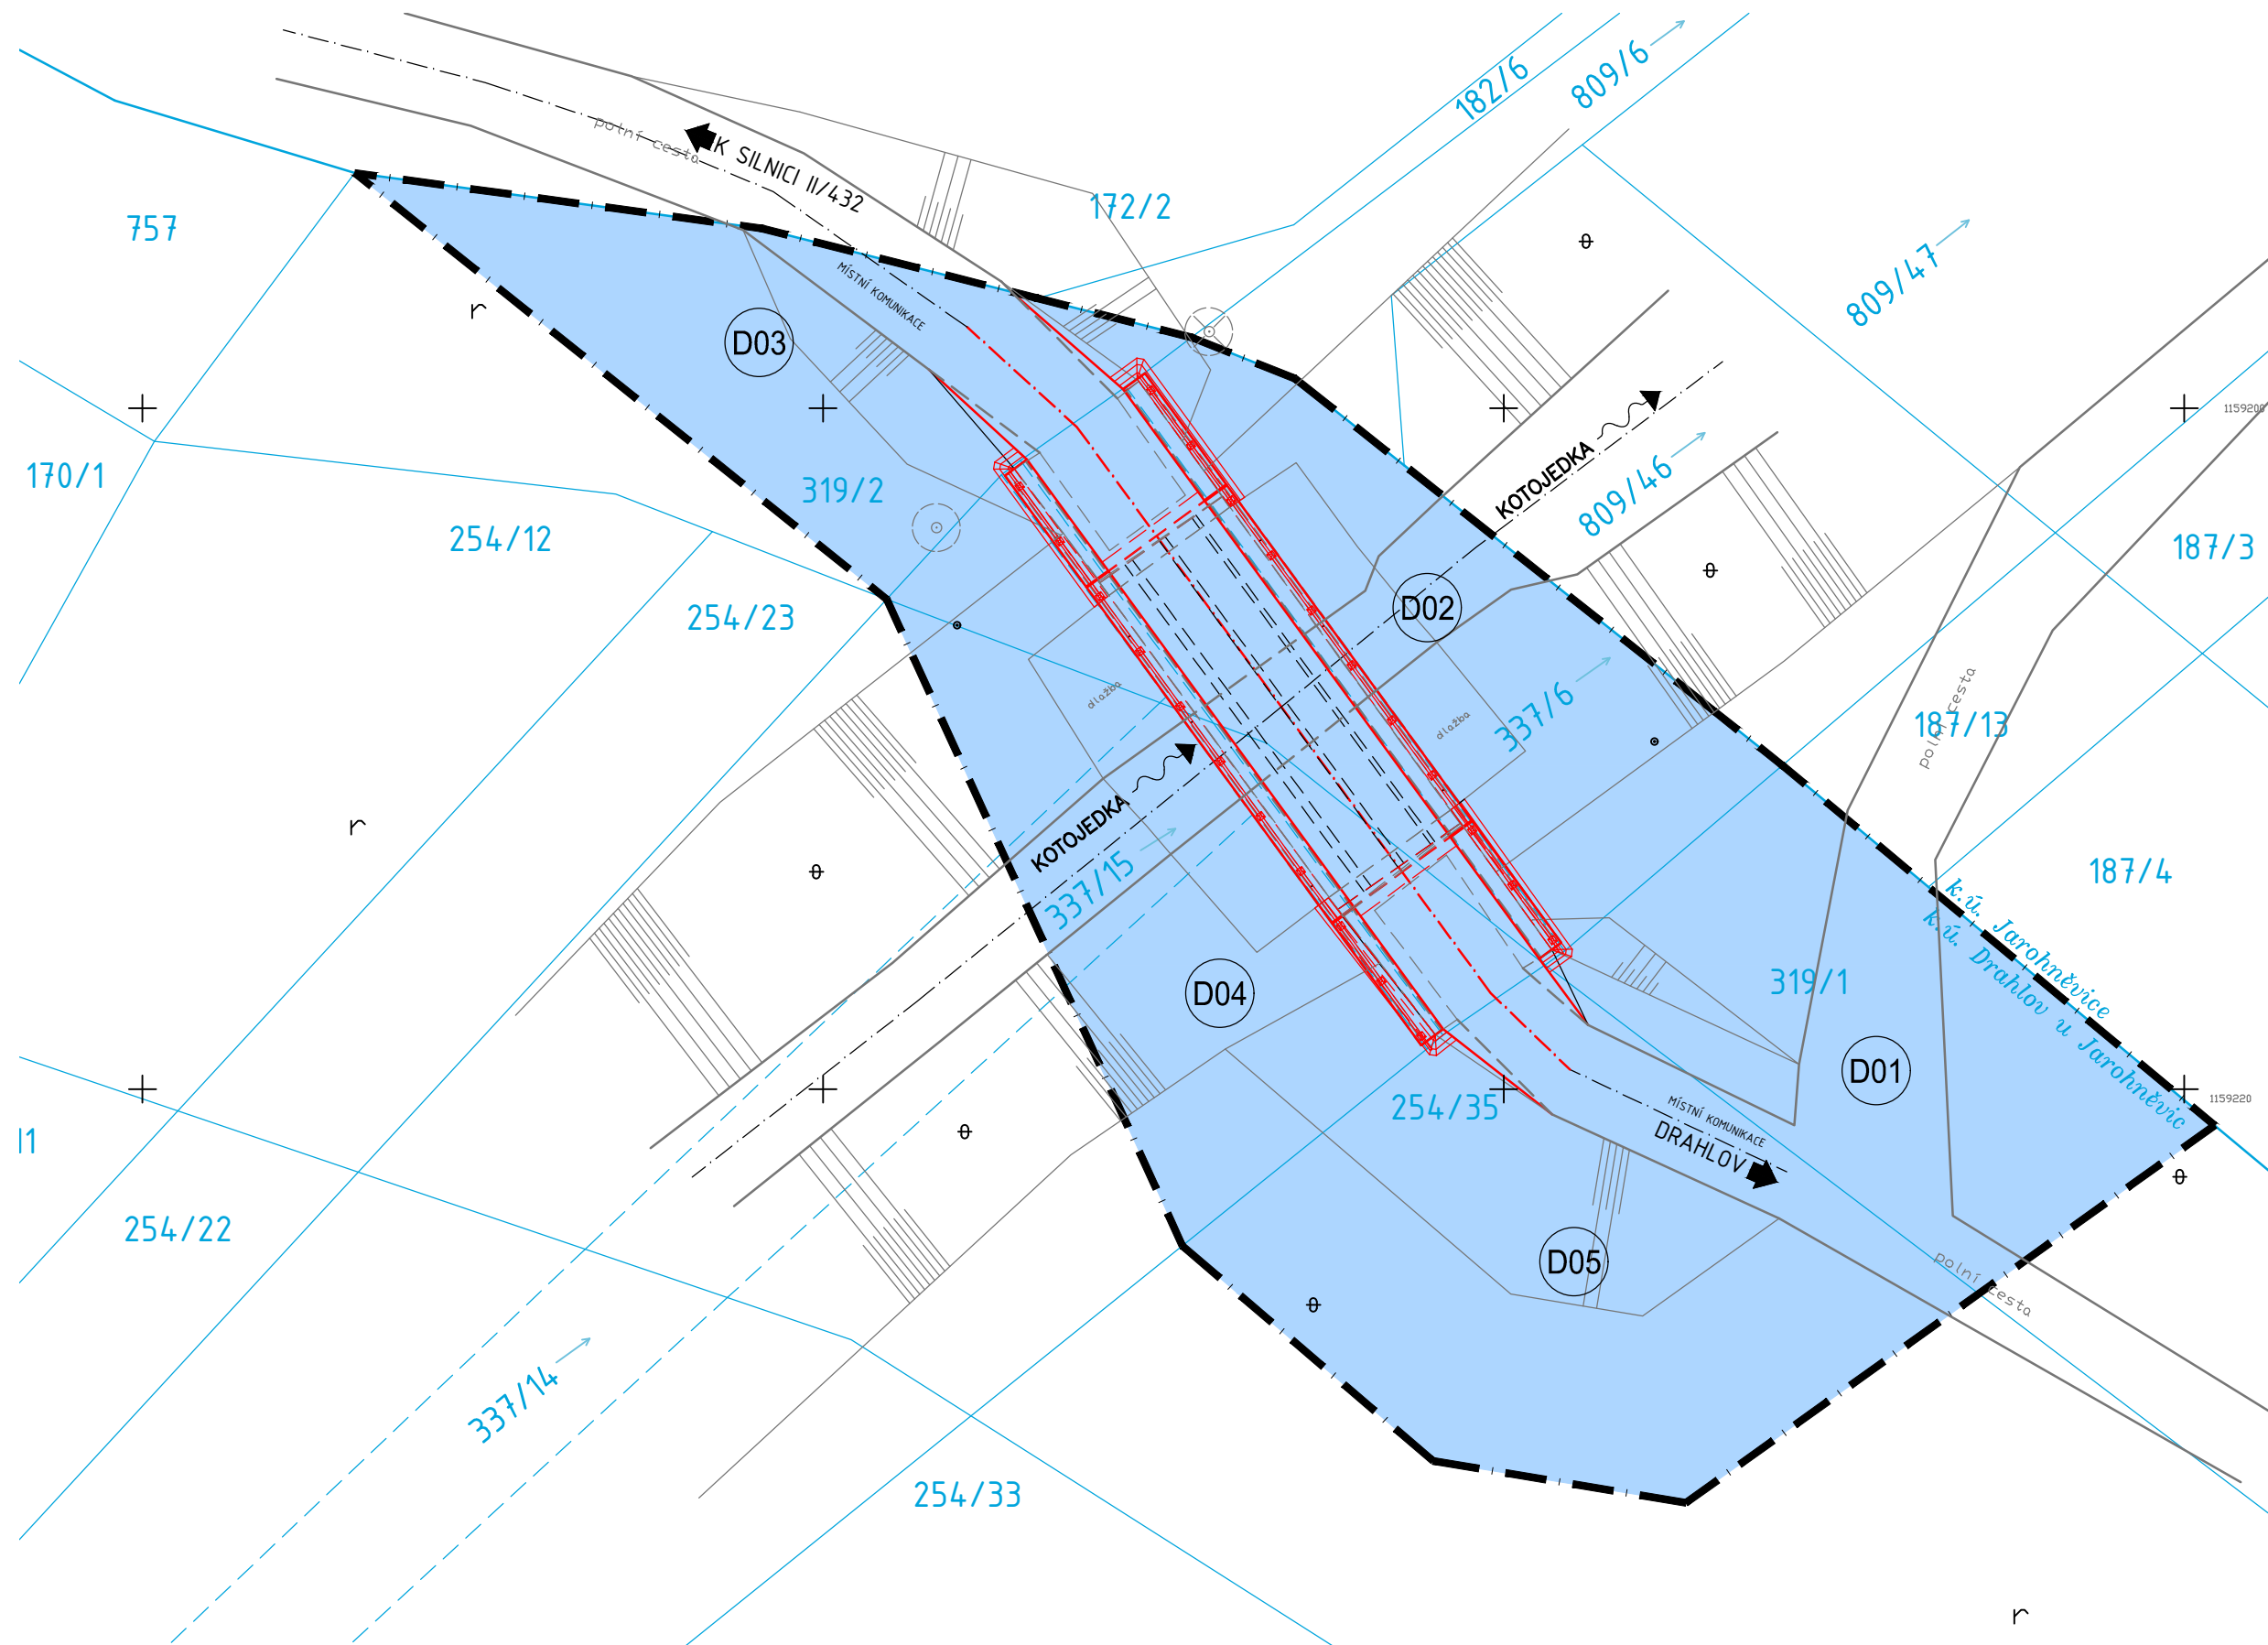 182/6
809/6
polní cesta
K SILNICI II/432
172/2
757
MÍSTNÍ KOMUNIKACE
809/47
r
D03
1159200
KOTOJEDKA
170/1
319/2
809/46
254/12
187/3
254/23
D02
dlažba
dlažba
337/6
187/13
polní cesta
r
KOTOJEDKA
337/15
187/4
k.ú. Jarohněvice
k.ú. Drahlov u Jarohněvic
D04
319/1
D01
254/35
MÍSTNÍ KOMUNIKACE
DRAHLOV
1159220
254/22
D05
polní cesta
337/14
254/33
r